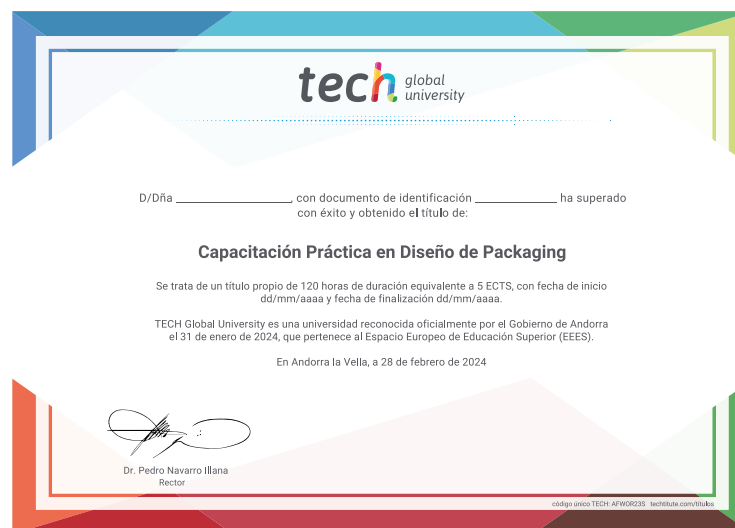 tech global university
D/Dña ____________________, con documento de identificación ______________ ha superado
con éxito y obtenido el título de:
Capacitación Práctica en Diseño de Packaging
Se trata de un título propio de 120 horas de duración equivalente a 5 ECTS, con fecha de inicio
dd/mm/aaaa y fecha de finalización dd/mm/aaaa.
TECH Global University es una universidad reconocida oficialmente por el Gobierno de Andorra
el 31 de enero de 2024, que pertenece al Espacio Europeo de Educación Superior (EEES).
En Andorra la Vella, a 28 de febrero de 2024
Dr. Pedro Navarro Illana
Rector
código único TECH: AFWOR23S techtitute.com/titulos